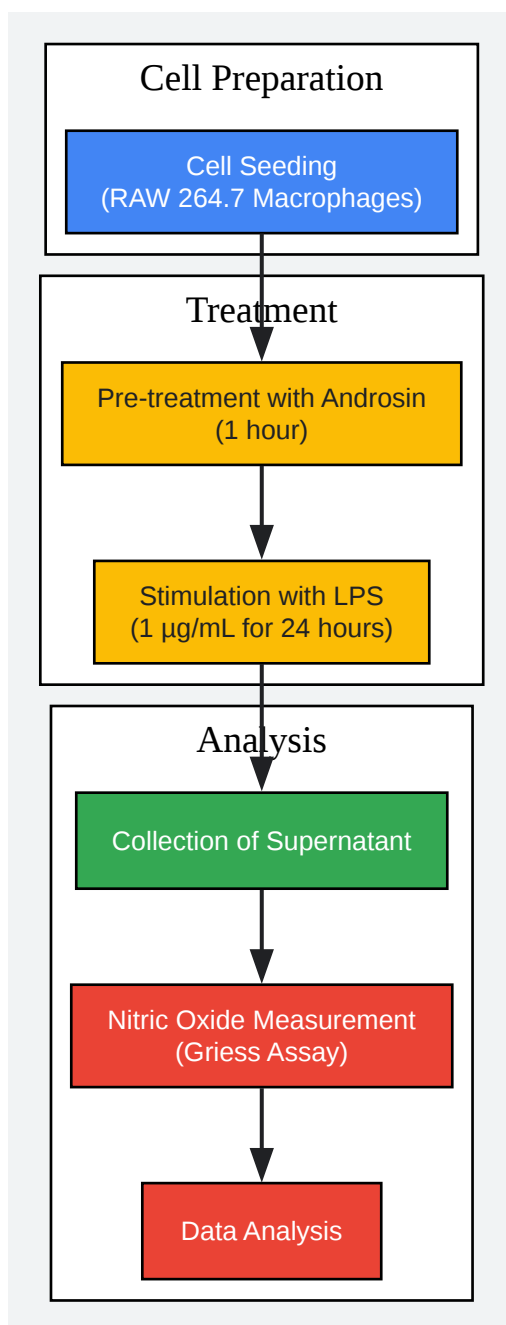 Cell Preparation
Cell Seeding
(RAW 264.7 Macrophages)
Treatment
Pre-treatment with Androsin
(1 hour)
Stimulation with LPS
(1 µg/mL for 24 hours)
Analysis
Collection of Supernatant
Nitric Oxide Measurement
(Griess Assay)
Data Analysis